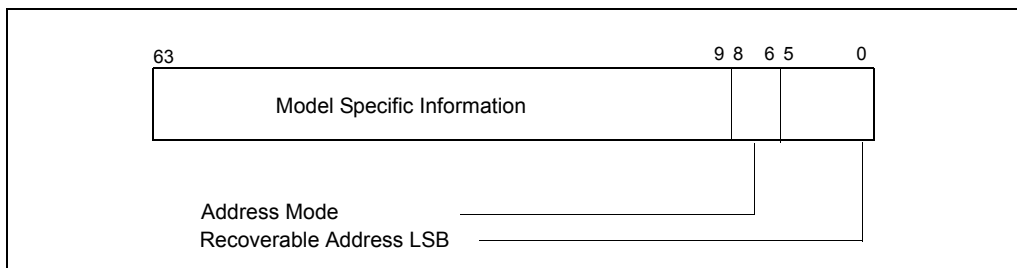 63 9 8 6 5 0
Model Specific Information
Address Mode
Recoverable Address LSB